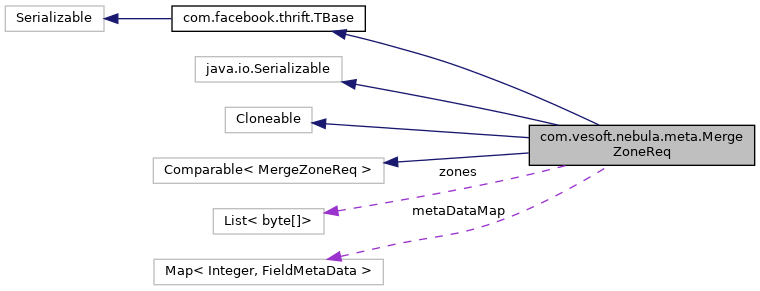 Serializable
com.facebook.thrift.TBase
java.io.Serializable
Cloneable
com.vesoft.nebula.meta.Merge
ZoneReq
Comparable< MergeZoneReq >
zones
List< byte[]>
metaDataMap
Map< Integer, FieldMetaData >